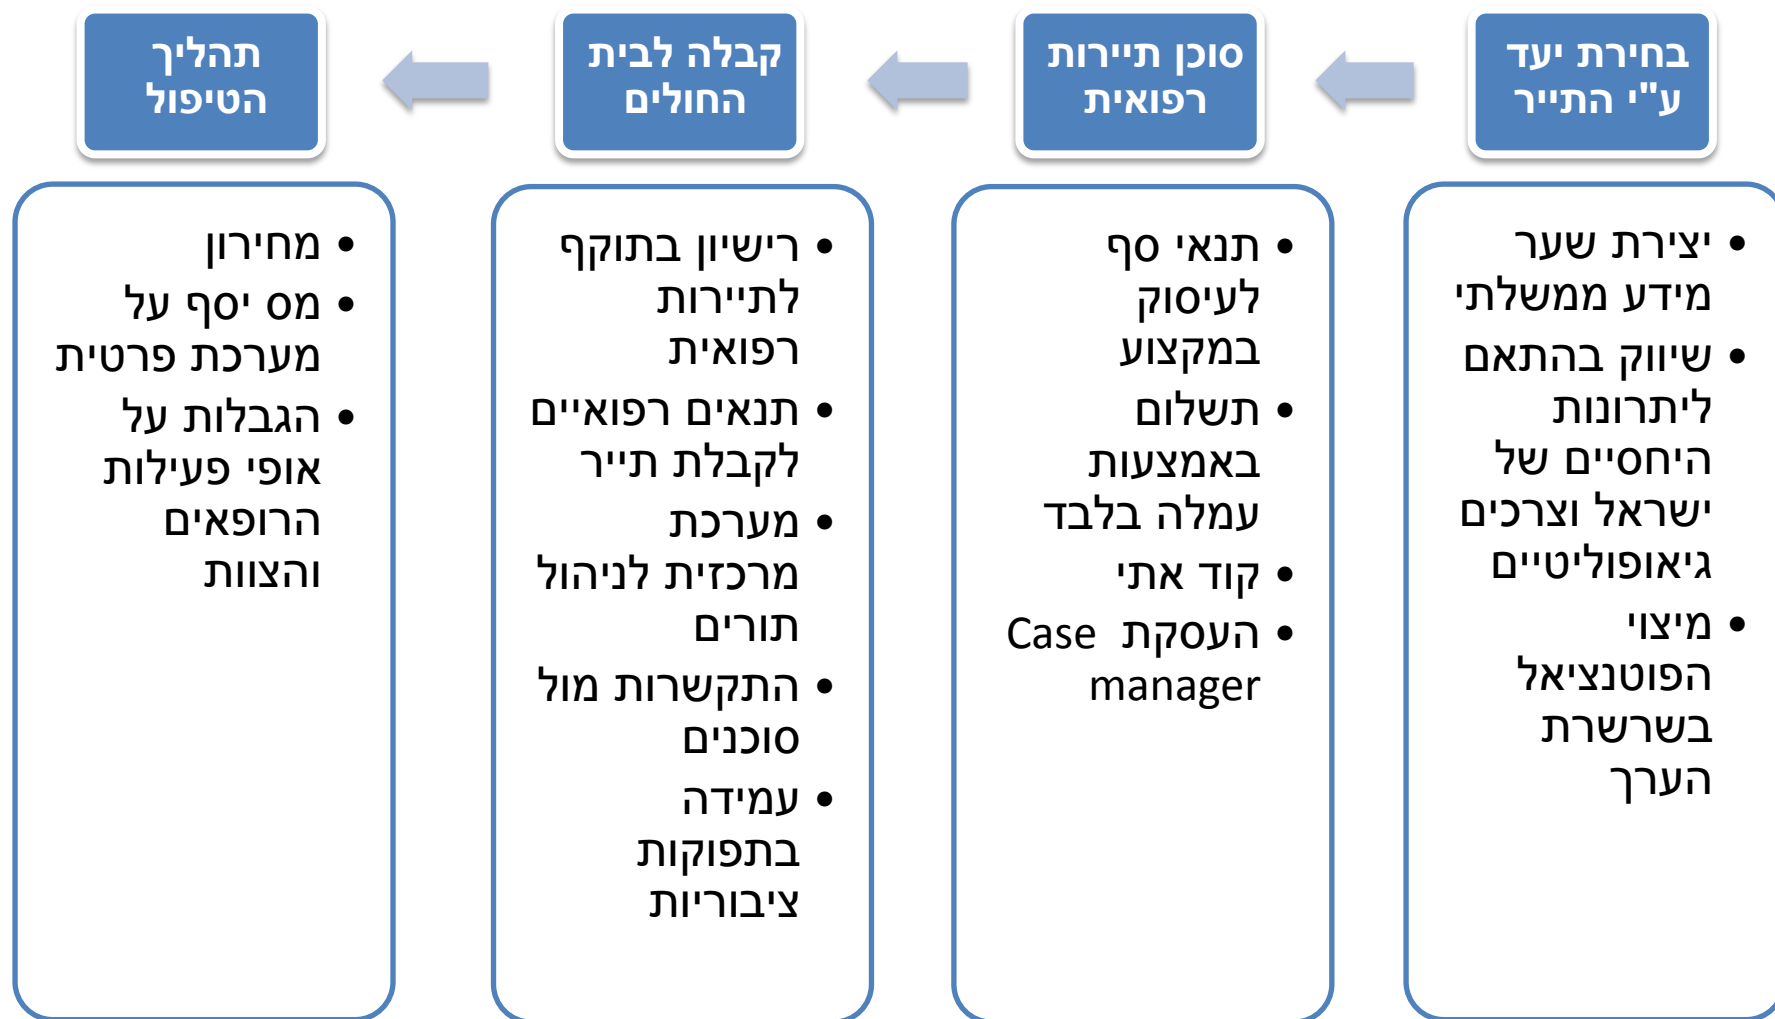 בחירת יעד
ע"י התייר
סוכן תיירות
רפואית
קבלה לבית
החולים
תהליך
הטיפול
• יצירת שער
מידע ממשלתי
• שיווק בהתאם
ליתרונות
היחסיים של
ישראל וצרכים
גיאופוליטיים
• מיצוי
הפוטנציאל
בשרשרת
הערך
• תנאי סף
לעיסוק
במקצוע
• תשלום
באמצעות
עמלה בלבד
• קוד אתי
• העסקת Case
manager
• רישיון בתוקף
לתיירות
רפואית
• תנאים רפואיים
לקבלת תייר
• מערכת
מרכזית לניהול
תורים
• התקשרות מול
סוכנים
• עמידה
בתפוקות
ציבוריות
• מחירון
• מס יסף על
מערכת פרטית
• הגבלות על
אופי פעילות
הרופאים
והצוות